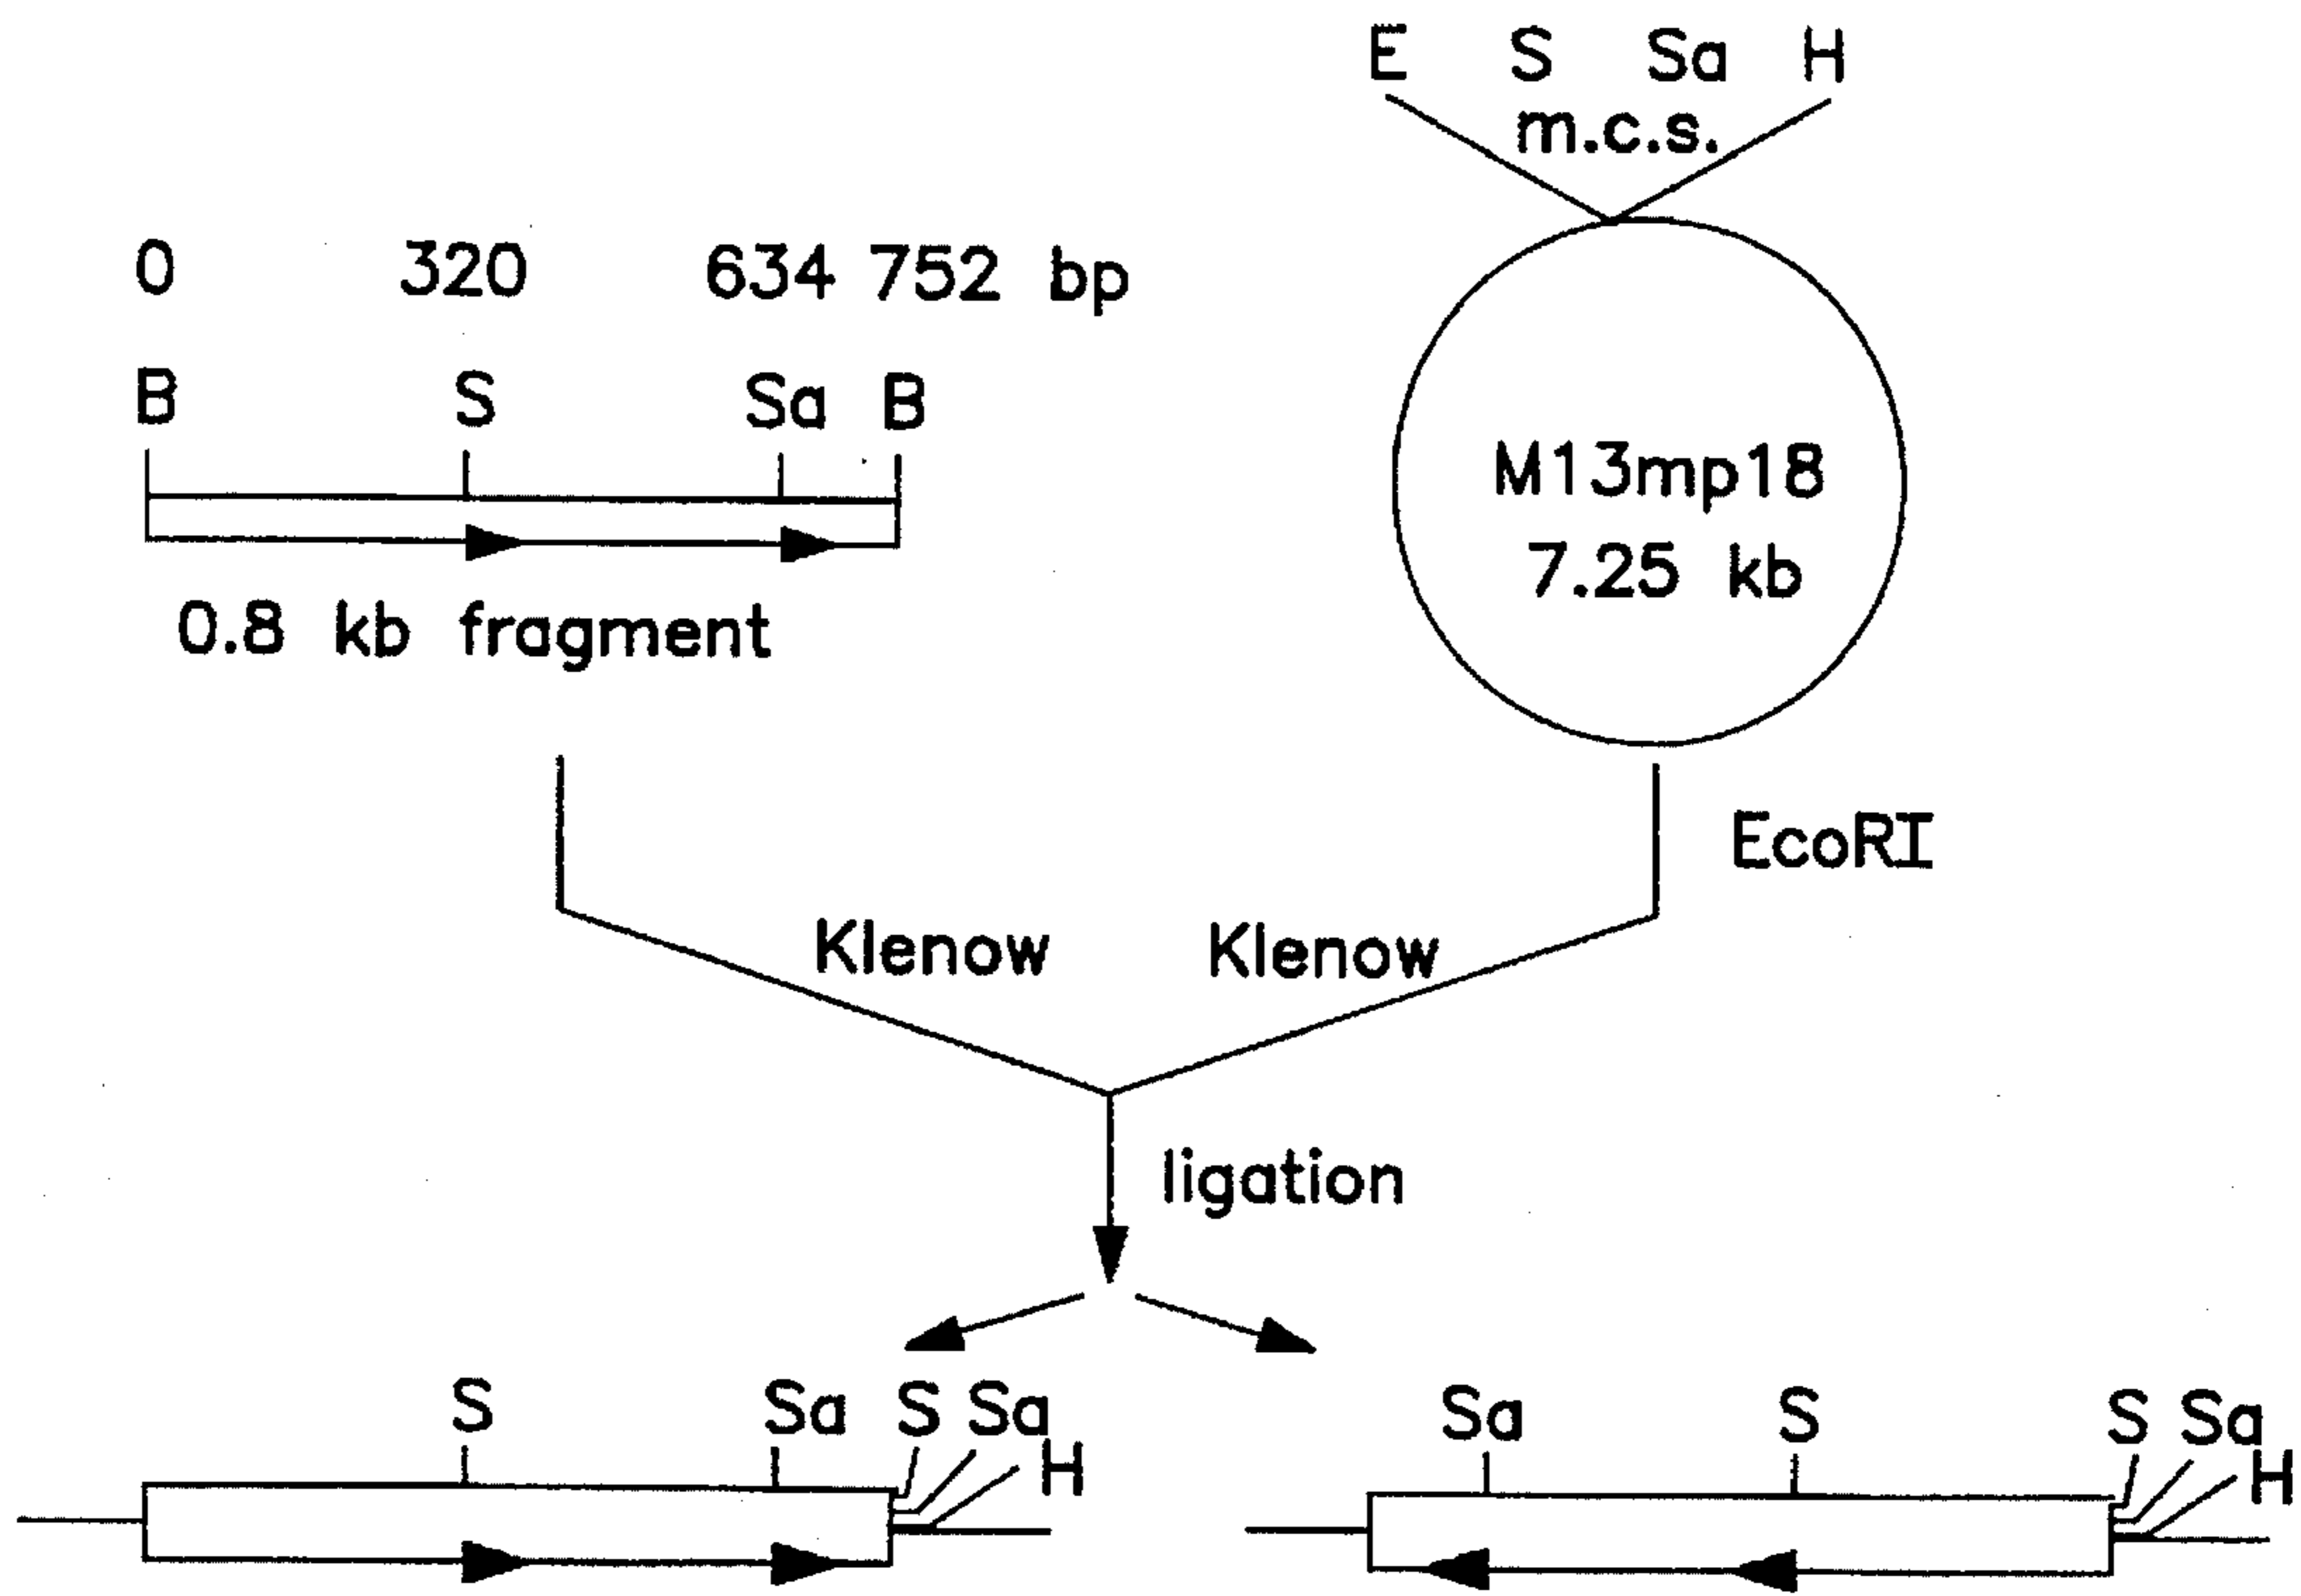 E S Sa H
m.c.s.
0 320 634 752 bp
B S Sa B
M13mp18
7.25 kb
0.8 kb fragment
EcoRI
Klenow Klenow
ligation
S Sa S Sa H
Sa S S Sa H